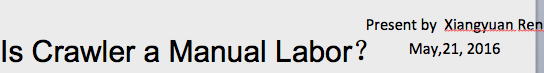 Present by Xiangyuan Ren
Is Crawler a Manual Labor？
May,21, 2016